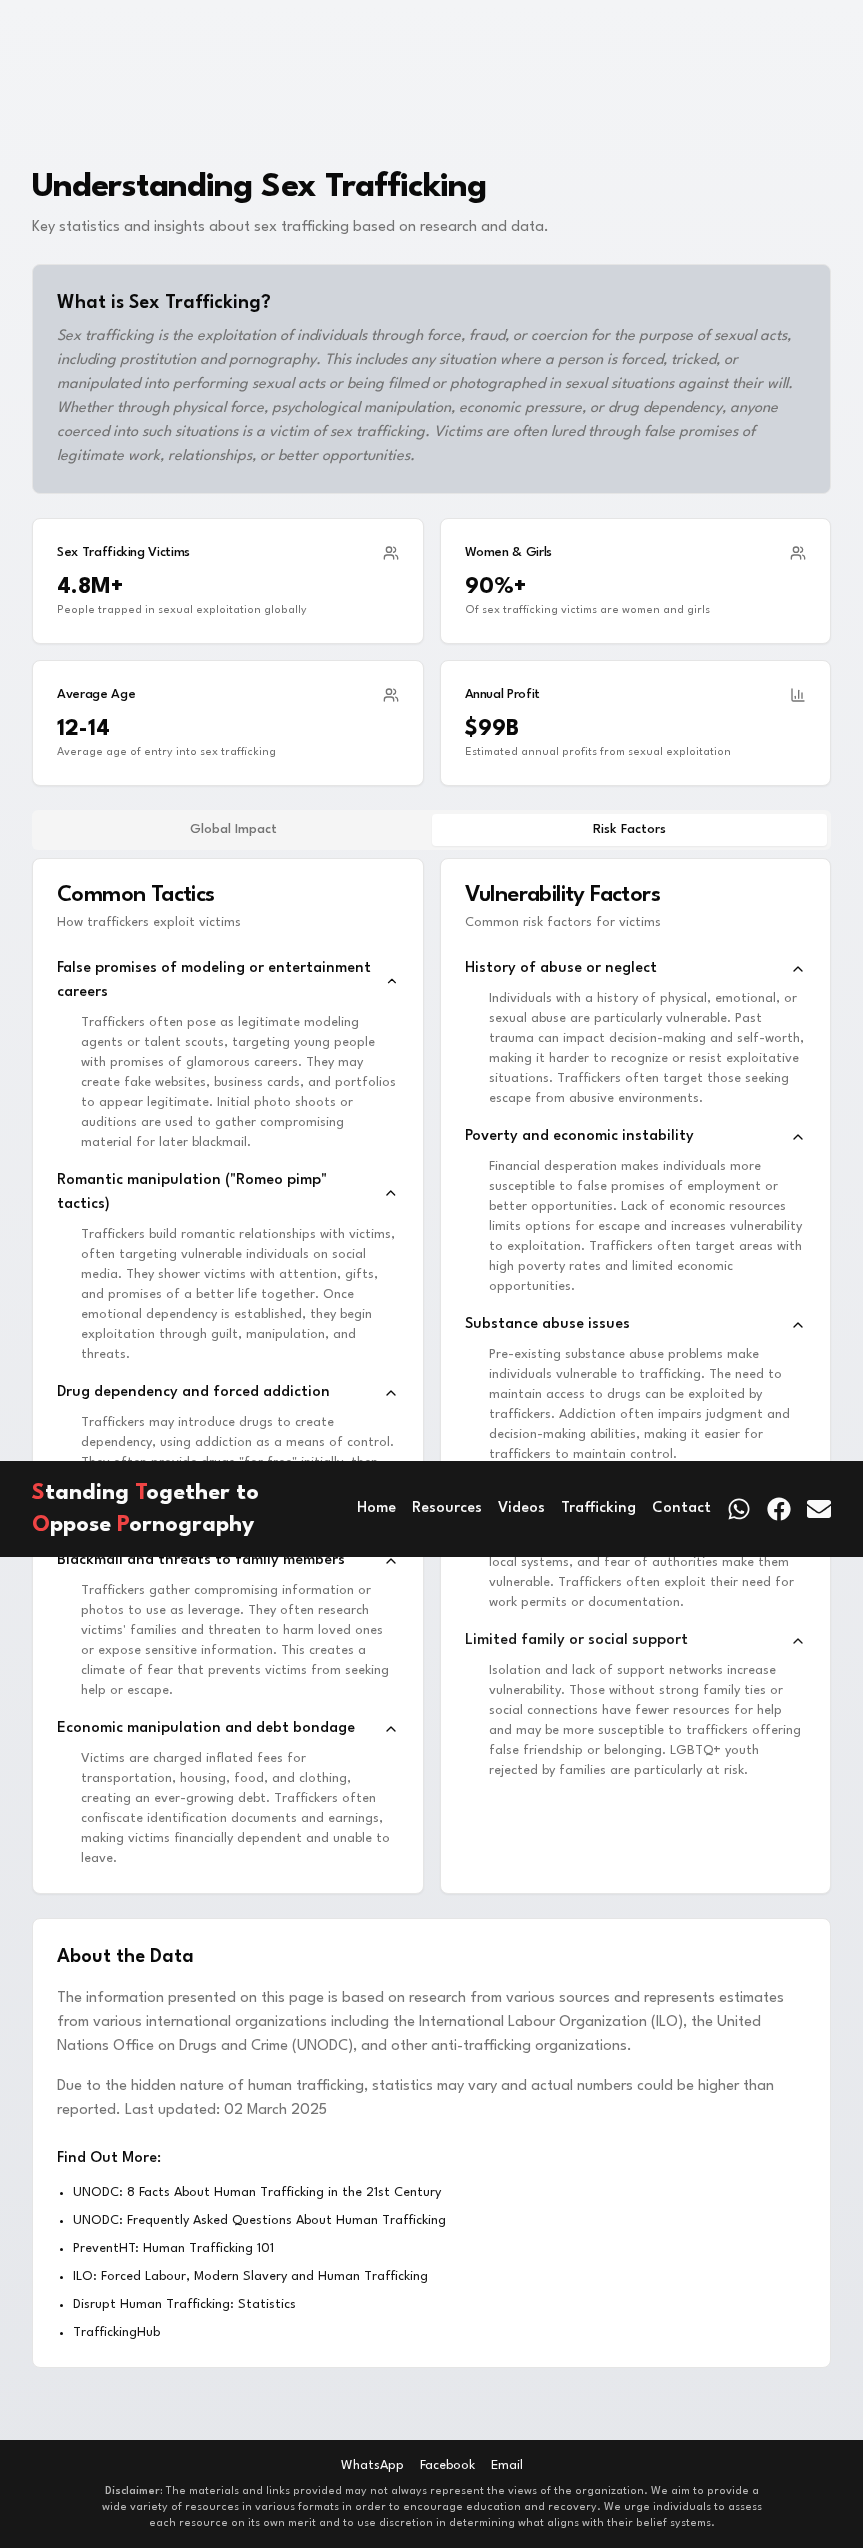 Understanding Sex Trafficking
Key statistics and insights about sex trafficking based on research and data.
What is Sex Trafficking?
Sex trafficking is the exploitation of individuals through force, fraud, or coercion for the purpose of sexual acts,
including prostitution and pornography. This includes any situation where a person is forced, tricked, or
manipulated into performing sexual acts or being filmed or photographed in sexual situations against their will.
Whether through physical force, psychological manipulation, economic pressure, or drug dependency, anyone
coerced into such situations is a victim of sex trafficking. Victims are often lured through false promises of
legitimate work, relationships, or better opportunities.
Sex Trafficking Victims
4.8M+
People trapped in sexual exploitation globally
Women & Girls
90%+
Of sex trafficking victims are women and girls
Average Age
12-14
Average age of entry into sex trafficking
Annual Profit
$99B
Estimated annual profits from sexual exploitation
Global Impact
Risk Factors
Common Tactics
How traffickers exploit victims
False promises of modeling or entertainment
careers
Traffickers often pose as legitimate modeling
agents or talent scouts, targeting young people
with promises of glamorous careers. They may
create fake websites, business cards, and portfolios
to appear legitimate. Initial photo shoots or
auditions are used to gather compromising
material for later blackmail.
Romantic manipulation ("Romeo pimp"
tactics)
Traffickers build romantic relationships with victims,
often targeting vulnerable individuals on social
media. They shower victims with attention, gifts,
and promises of a better life together. Once
emotional dependency is established, they begin
exploitation through guilt, manipulation, and
threats.
Drug dependency and forced addiction
Traffickers may introduce drugs to create
dependency, using addiction as a means of control.
They often provide drugs "for free" initially, then
Vulnerability Factors
Common risk factors for victims
History of abuse or neglect
Individuals with a history of physical, emotional, or
sexual abuse are particularly vulnerable. Past
trauma can impact decision-making and self-worth,
making it harder to recognize or resist exploitative
situations. Traffickers often target those seeking
escape from abusive environments.
Poverty and economic instability
Financial desperation makes individuals more
susceptible to false promises of employment or
better opportunities. Lack of economic resources
limits options for escape and increases vulnerability
to exploitation. Traffickers often target areas with
high poverty rates and limited economic
opportunities.
Substance abuse issues
Pre-existing substance abuse problems make
individuals vulnerable to trafficking. The need to
maintain access to drugs can be exploited by
traffickers. Addiction often impairs judgment and
decision-making abilities, making it easier for
traffickers to maintain control.
Standing Together to
Oppose Pornography
Home Resources Videos Trafficking Contact
Blackmail and threats to family members
Traffickers gather compromising information or
photos to use as leverage. They often research
victims' families and threaten to harm loved ones
or expose sensitive information. This creates a
climate of fear that prevents victims from seeking
help or escape.
Economic manipulation and debt bondage
Victims are charged inflated fees for
transportation, housing, food, and clothing,
creating an ever-growing debt. Traffickers often
confiscate identification documents and earnings,
making victims financially dependent and unable to
leave.
local systems, and fear of authorities make them
vulnerable. Traffickers often exploit their need for
work permits or documentation.
Limited family or social support
Isolation and lack of support networks increase
vulnerability. Those without strong family ties or
social connections have fewer resources for help
and may be more susceptible to traffickers offering
false friendship or belonging. LGBTQ+ youth
rejected by families are particularly at risk.
About the Data
The information presented on this page is based on research from various sources and represents estimates
from various international organizations including the International Labour Organization (ILO), the United
Nations Office on Drugs and Crime (UNODC), and other anti-trafficking organizations.
Due to the hidden nature of human trafficking, statistics may vary and actual numbers could be higher than
reported. Last updated: 02 March 2025
Find Out More:
• UNODC: 8 Facts About Human Trafficking in the 21st Century
• UNODC: Frequently Asked Questions About Human Trafficking
• PreventHT: Human Trafficking 101
• ILO: Forced Labour, Modern Slavery and Human Trafficking
• Disrupt Human Trafficking: Statistics
• TraffickingHub
WhatsApp Facebook Email
Disclaimer: The materials and links provided may not always represent the views of the organization. We aim to provide a
wide variety of resources in various formats in order to encourage education and recovery. We urge individuals to assess
each resource on its own merit and to use discretion in determining what aligns with their belief systems.